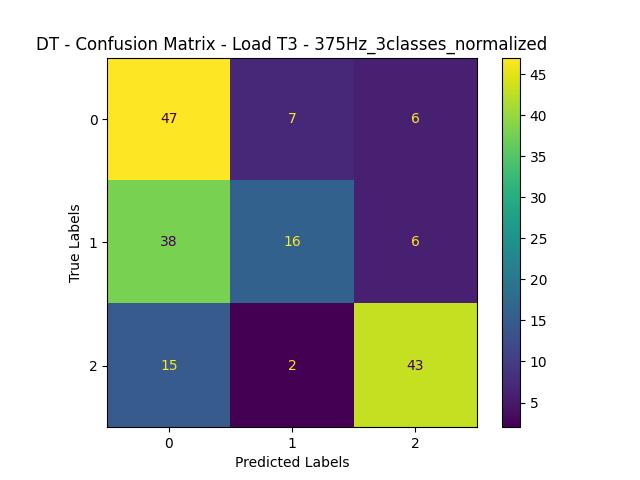 DT - Confusion Matrix - Load T3 - 375Hz_3classes_normalized
0 47 7 6
1 38 16 6
2 15 2 43
0 1 2
Predicted Labels
True Labels
45
40
35
30
25
20
15
10
5